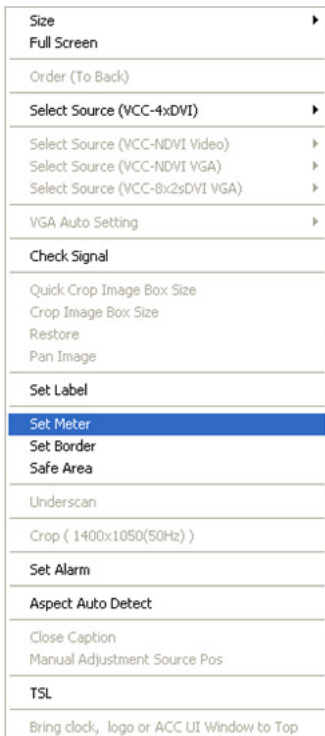 Size
Full Screen
Order (To Back)
Select Source (VCC-4xDVI)
Select Source (VCC-NDVI Video)
Select Source (VCC-NDVI VGA)
Select Source (VCC-8x2sDVI VGA)
VGA Auto Setting
Check Signal
Quick Crop Image Box Size
Crop Image Box Size
Restore
Pan Image
Set Label
Set Meter
Set Border
Safe Area
Underscan
Crop ( 1400x1050(50Hz) )
Set Alarm
Aspect Auto Detect
Close Caption
Manual Adjustment Source Pos
TSL
Bring clock, logo or ACC UI Window to Top